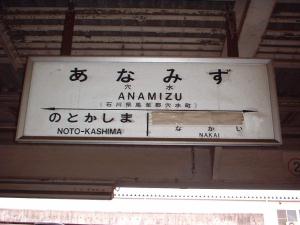 あなみず
穴水
ANAMIZU
(石川県鳳至郡穴水町)
のとかしま
NOTO-KASHIMA
なかい
NAKAI